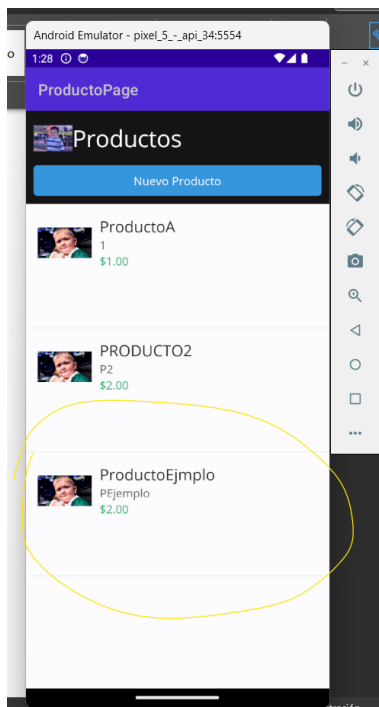 Android Emulator - pixel_5_-_api_34:5554
1:28
ProductoPage
Productos
Nuevo Producto
ProductoA
1
$1.00
PRODUCTO2
P2
$2.00
ProductoEjmplo
PEjemplo
$2.00